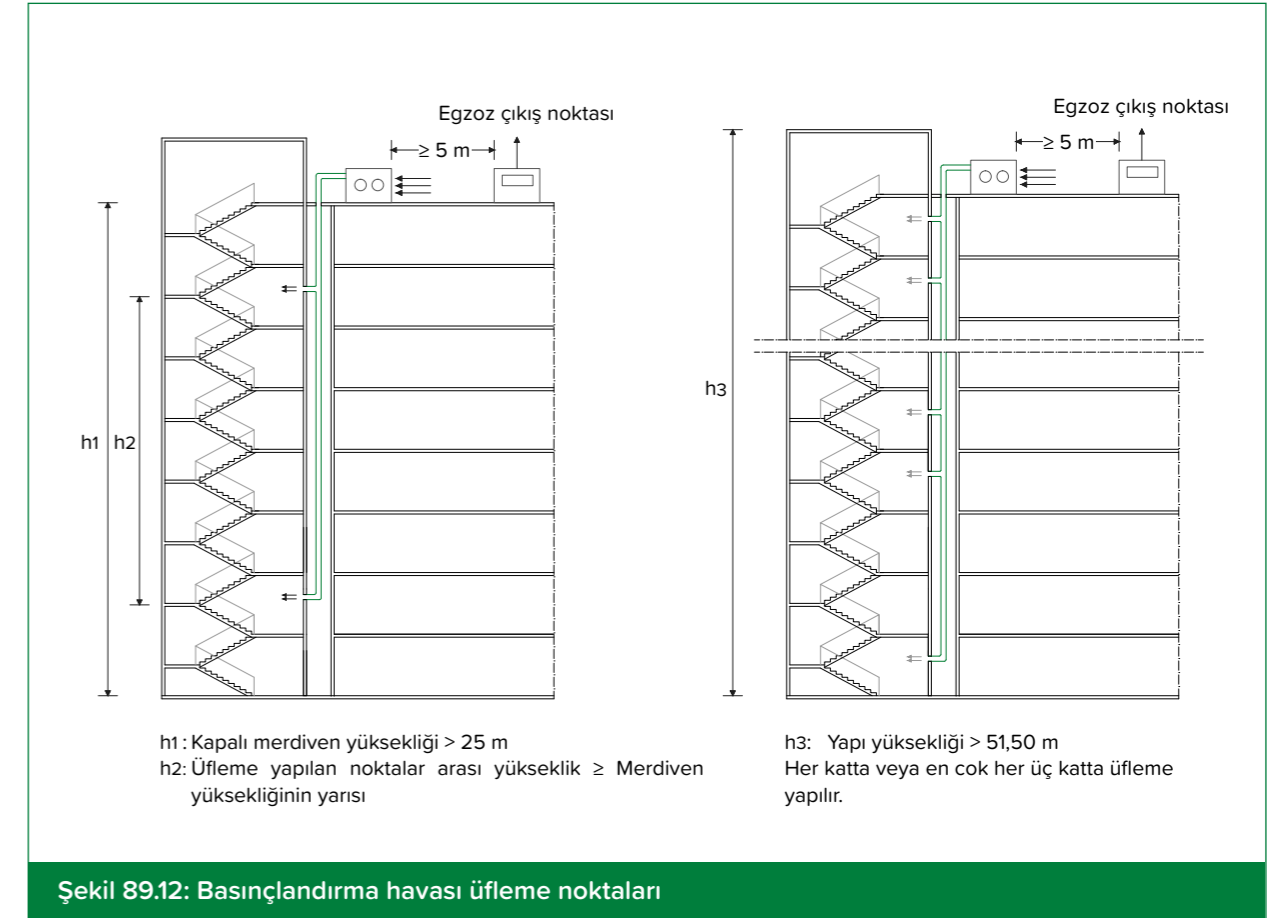 Egzoz çıkış noktası
≥ 5 m
h1
h2
h1 : Kapalı merdiven yüksekliği > 25 m
h2: Üfleme yapılan noktalar arası yükseklik ≥ Merdiven
yüksekliğinin yarısı
Egzoz çıkış noktası
≥ 5 m
h3
h3: Yapı yüksekliği > 51,50 m
Her katta veya en cok her üç katta üfleme
yapılır.
Şekil 89.12: Basınçlandırma havası üfleme noktaları